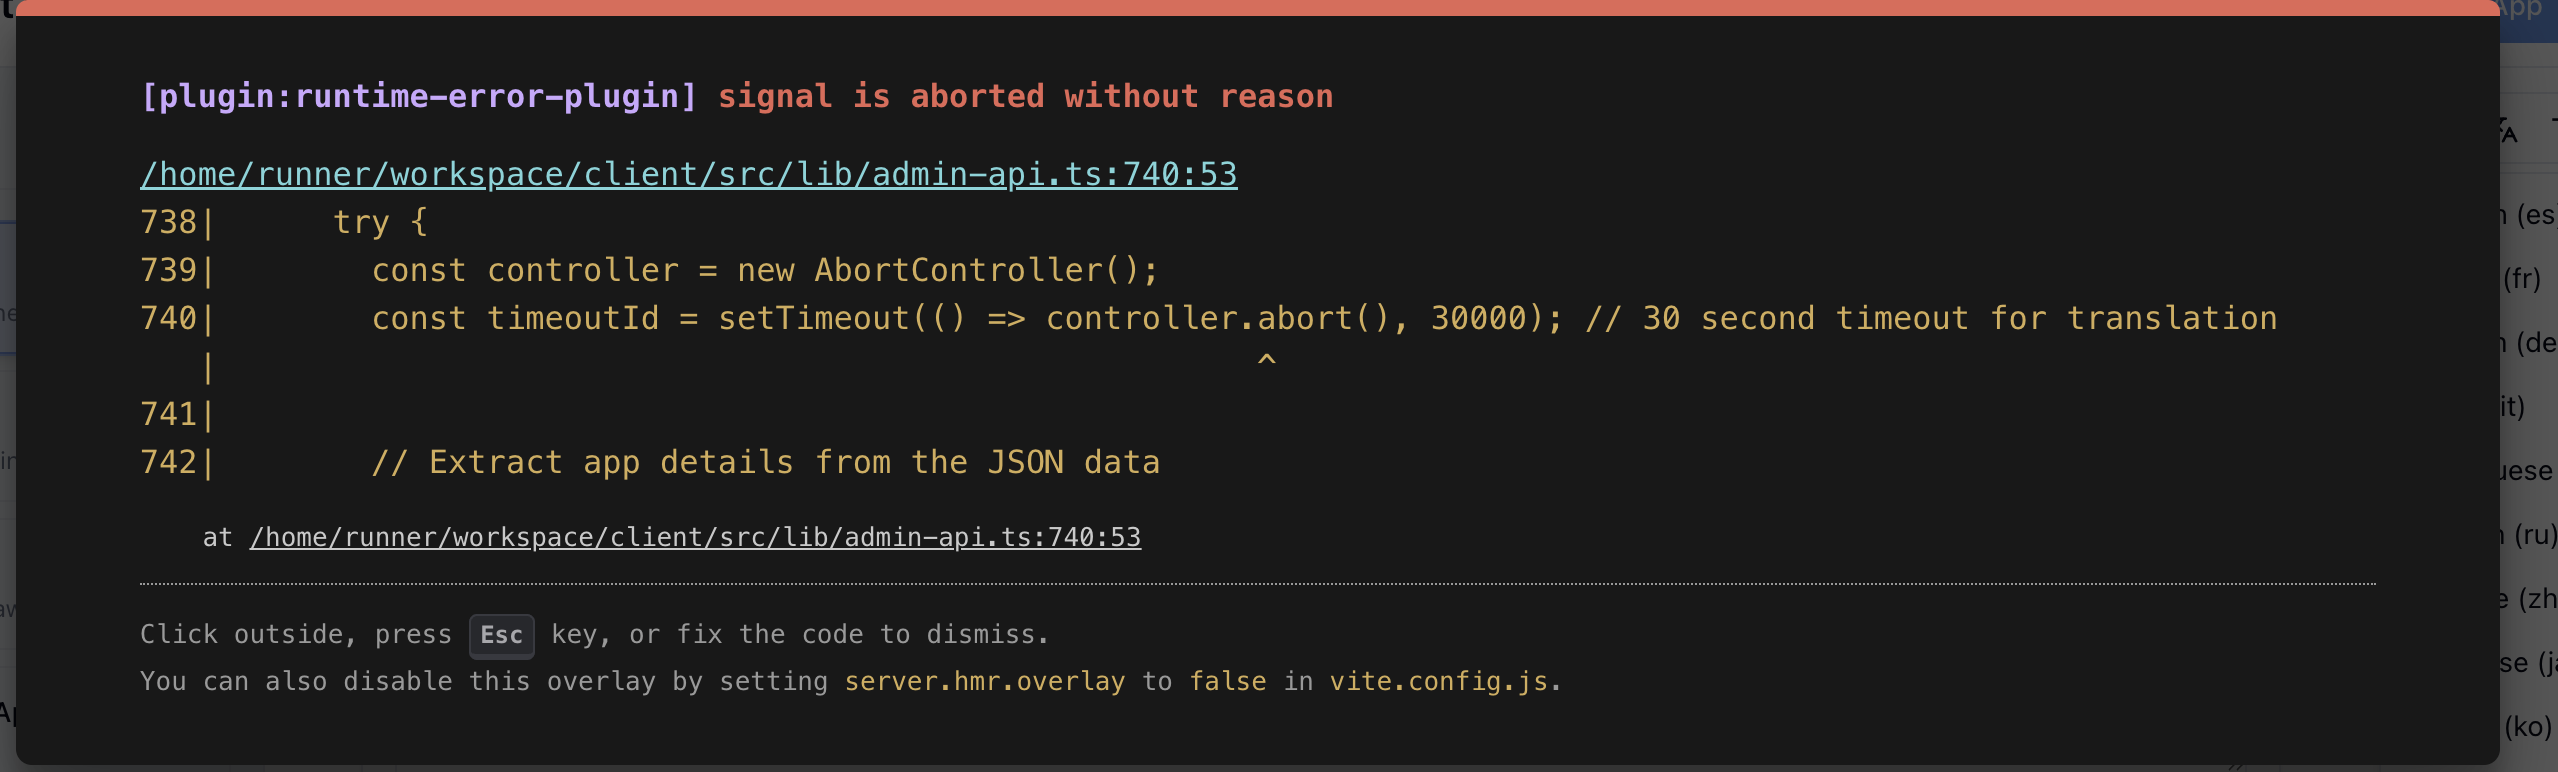 App
[plugin:runtime-error-plugin] signal is aborted without reason
/home/runner/workspace/client/src/lib/admin-api.ts:740:53
738|      try {
739|        const controller = new AbortController();
740|        const timeoutId = setTimeout(() => controller.abort(), 30000); // 30 second timeout for translation
   |                                                      ^
741|
742|        // Extract app details from the JSON data
at /home/runner/workspace/client/src/lib/admin-api.ts:740:53
Click outside, press Esc key, or fix the code to dismiss.
You can also disable this overlay by setting server.hmr.overlay to false in vite.config.js.
(es
(fr)
(de
it)
(ru)
(zh
(ko)